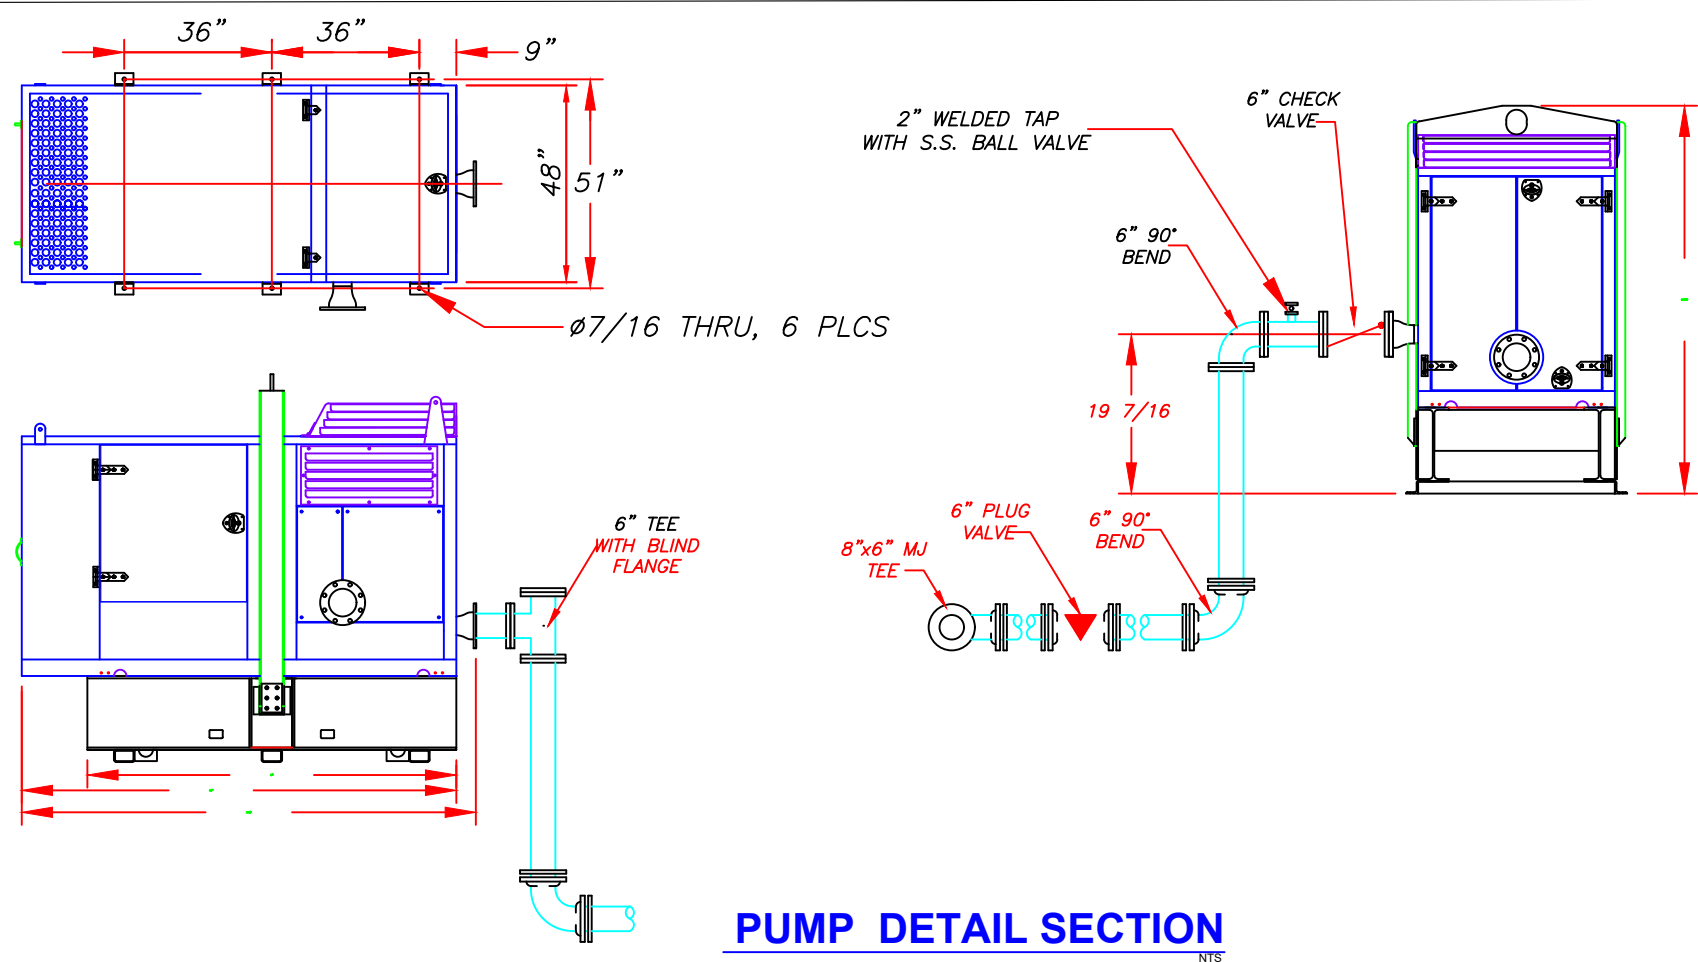 36” 36” 9”
48” 51”
ø7/16 THRU, 6 PLCS
2” WELDED TAP
WITH S.S. BALL VALVE
6” CHECK
VALVE
6” 90°
BEND
19 7/16
6” PLUG
VALVE
6” 90°
BEND
8”x6” MJ
TEE
6” TEE
WITH BLIND
FLANGE
PUMP DETAIL SECTION
NTS